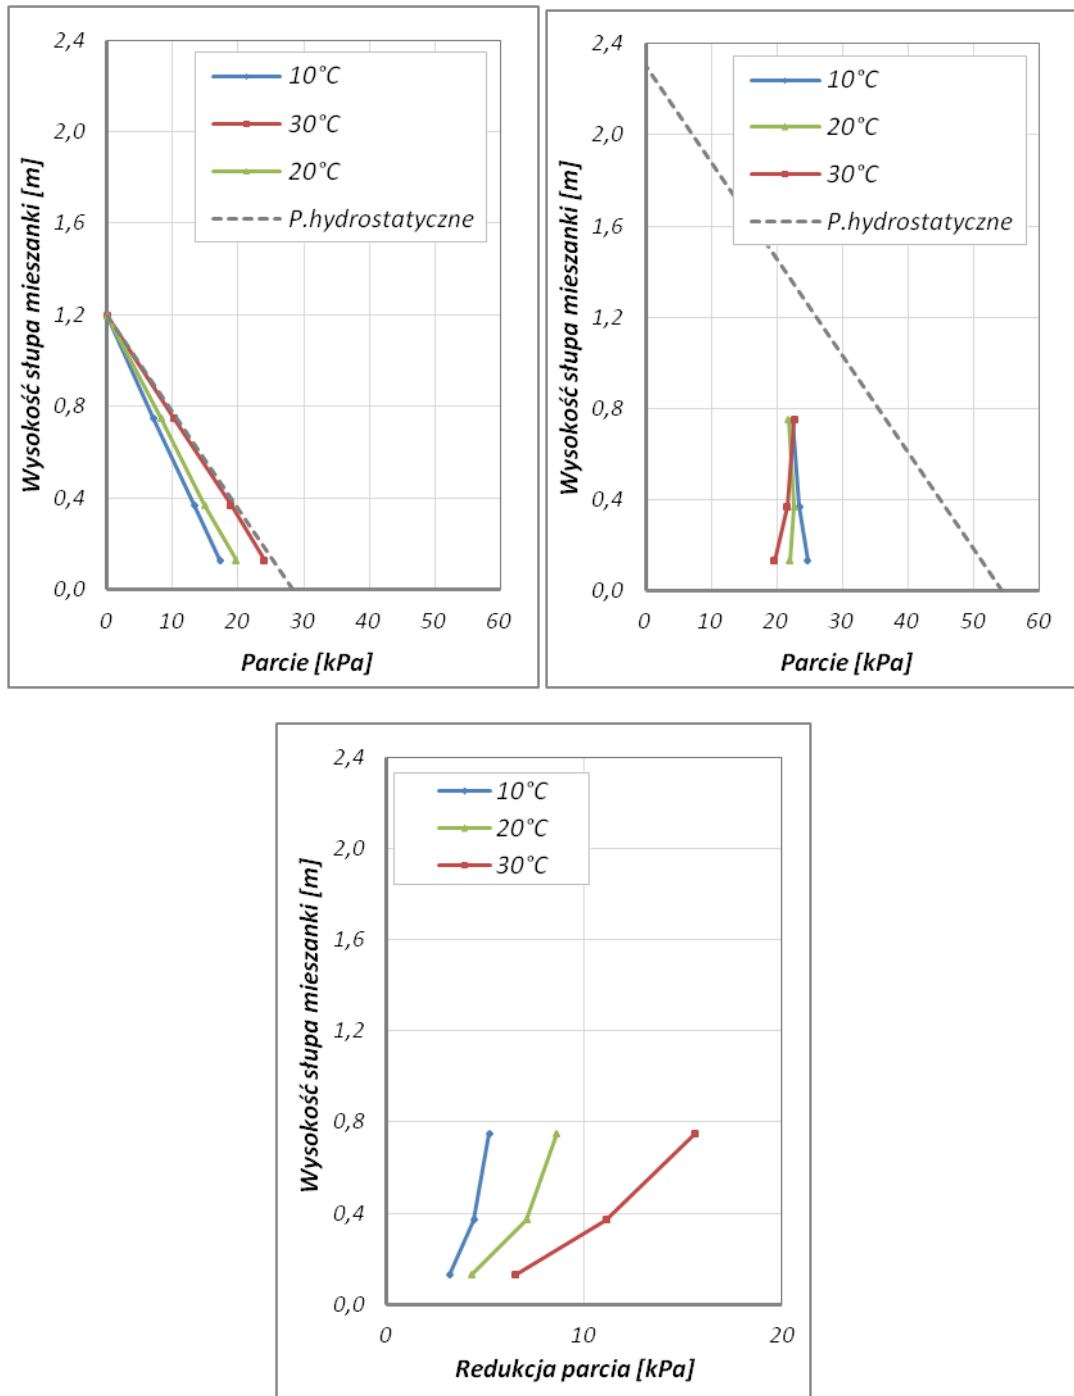 2,4
2,0
1,6
1,2
0,8
0,4
0,0
Wysokość słupa mieszanki [m]
10°C
30°C
20°C
P.hydrostatyczne
0 10 20 30 40 50 60
Parcie [kPa]
2,4
2,0
1,6
1,2
0,8
0,4
0,0
Wysokość słupa mieszanki [m]
10°C
20°C
30°C
P.hydrostatyczne
0 10 20 30 40 50 60
Parcie [kPa]
2,4
2,0
1,6
1,2
0,8
0,4
0,0
Wysokość słupa mieszanki [m]
10°C
20°C
30°C
0 10 20
Redukcja parcia [kPa]